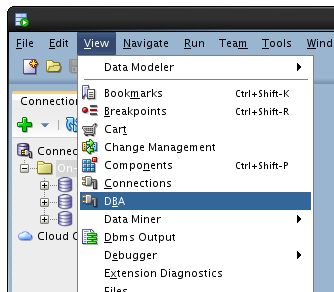 File Edit View Navigate Run Team Tools Wind
Data Modeler
Connection
Bookmarks Ctrl+Shift-K
Breakpoints Ctrl+Shift-R
Cart
Change Management
Connec
Components Ctrl+Shift-P
On-
Connections
DBA
Data Miner
Cloud C
Dbms Output
Debugger
Extension Diagnostics
Files